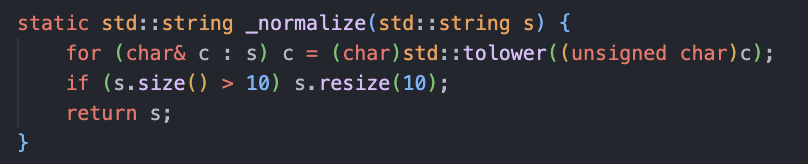 static std::string _normalize(std::string s) {
    for (char& c : s) c = (char)std::tolower((unsigned char)c);
    if (s.size() > 10) s.resize(10);
    return s;
}